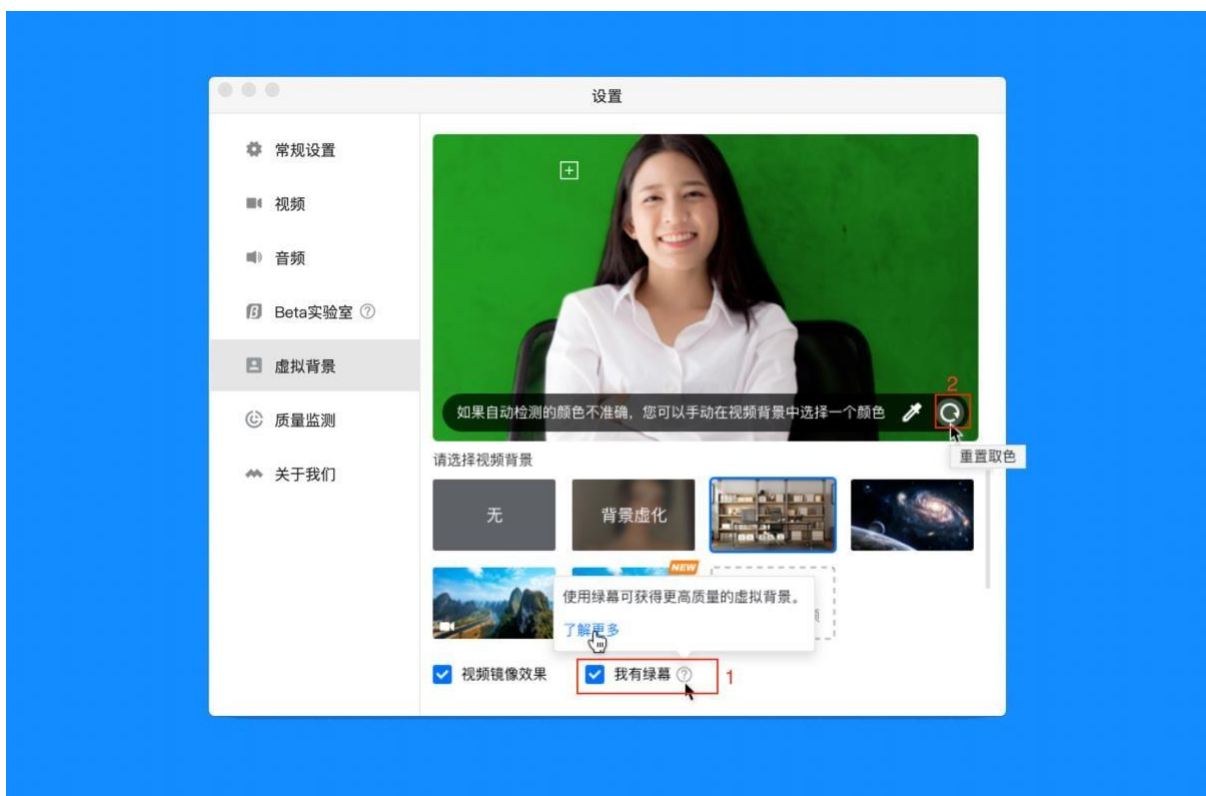 设置
常规设置
视频
音频
Beta实验室
虚拟背景
质量监测
关于我们
如果自动检测的颜色不准确，您可以手动在视频背景中选择一个颜色
2
重置取色
请选择视频背景
无
背景虚化
NEW
使用绿幕可获得更高质量的虚拟背景。
了解更多
视频镜像效果
我有绿幕
1